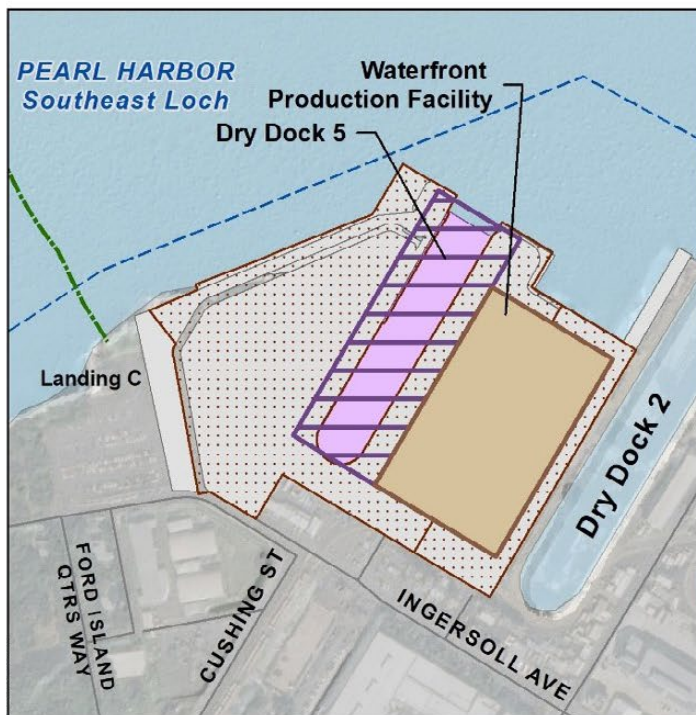 PEARL HARBOR
Southeast Loch
Waterfront
Production Facility
Dry Dock 5
Landing C
Dry Dock 2
FORD ISLAND
QTRS WAY
CUSHING ST
INGERSOLL AVE